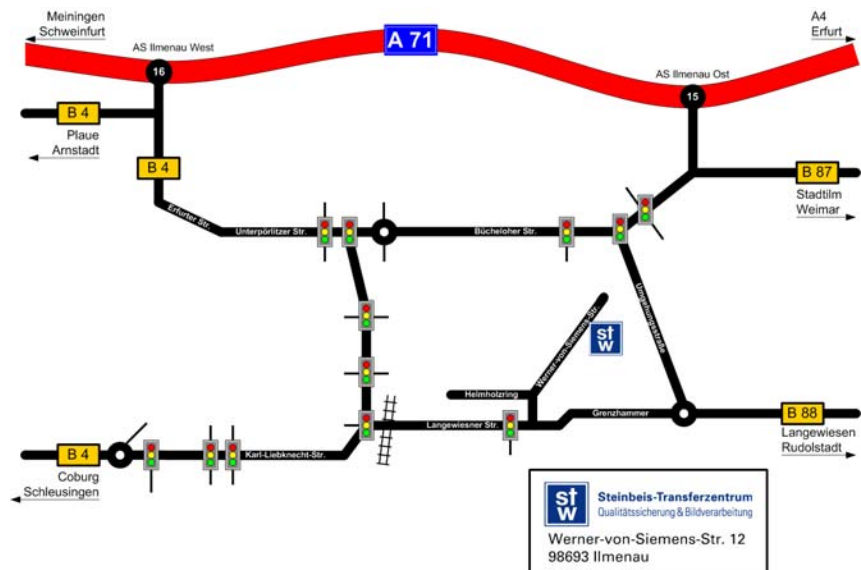 Meiningen
Schweinfurt
AS Ilmenau West
A 71
A4
Erfurt
16
AS Ilmenau Ost
15
B 4
Plaue
Arnstadt
B 4
B 87
Stadtilm
Weimar
Erfurter Str.
Unterpörlitzer Str.
Bücheloher Str.
Umgehungsstraße
Werner-von-Siemens-Str.
st
w
Helmholzring
Langewiesner Str.
Grenzhammer
B 88
Langewiesen
Rudolstadt
B 4
Coburg
Schleusingen
Karl-Liebknecht-Str.
st
w
Steinbeis-Transferzentrum
Qualitätssicherung & Bildverarbeitung
Werner-von-Siemens-Str. 12
98693 Ilmenau